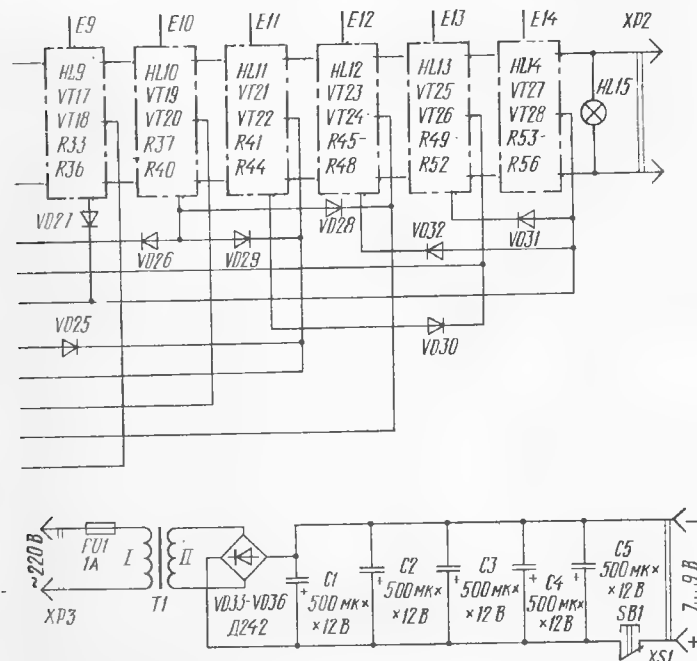 E9 E10 E11 E12 E13 E14 XP2
HL9
VT17
VT18
R33
R36
HL10
VT19
VT20
R37
R40
HL11
VT21
VT22
R41
R44
HL12
VT23
VT24
R45-
R48
HL13
VT25
VT26
R49
R52
HL14
VT27
VT28
R53-
R56
HL15
VD27
VD28
VD26
VD29
VD32
VD31
VD25
VD30
~220 В
FU1
1А
I
II
T1
XP3
VD33-VD36
Д242
C1
500 мк×
×12 В
C2
500 мк×
×12 В
C3
500 мк×
×12 В
C4
500 мк×
×12 В
C5
500 мк×
×12 В
SB1
XS1
7...9 В
−
+